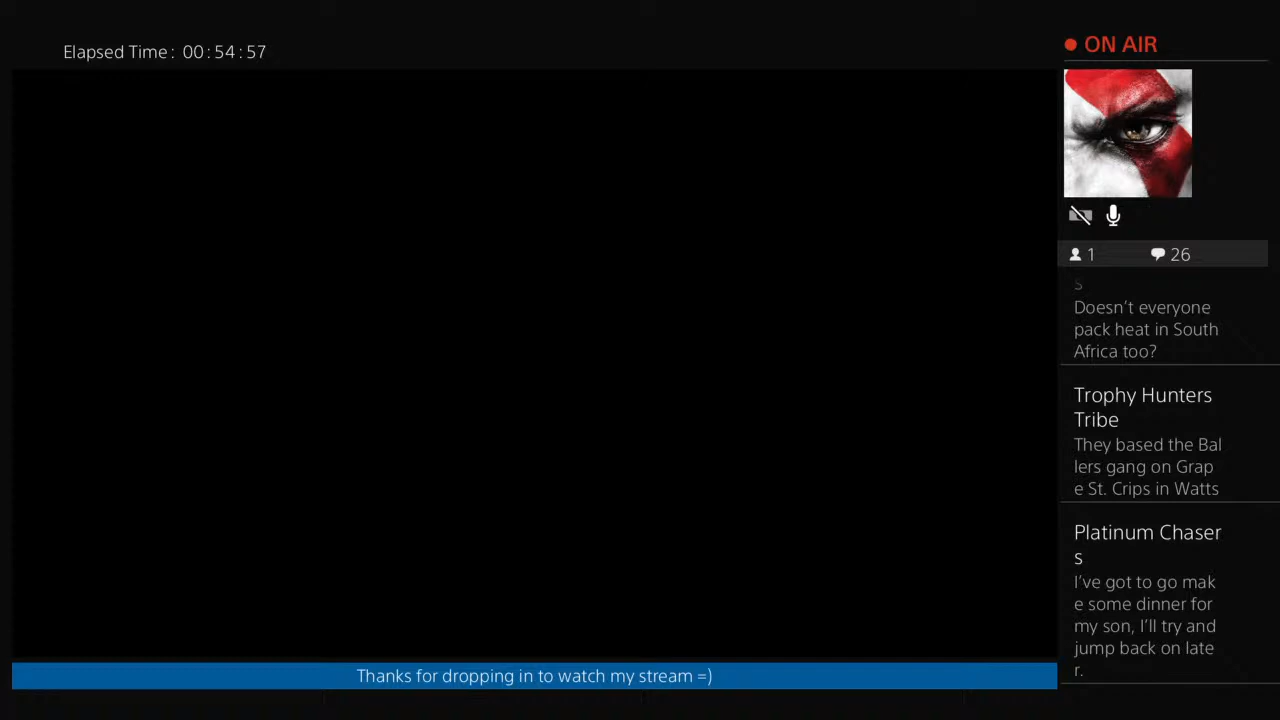 Elapsed Time: 00:54:57
ON AIR
1 26
s
Doesn't everyone
pack heat in South
Africa too?
Trophy Hunters
Tribe
They based the Bal
lers gang on Grap
e St. Crips in Watts
Platinum Chaser
s
I've got to go mak
e some dinner for
my son, I'll try and
jump back on late
r.
Thanks for dropping in to watch my stream =)